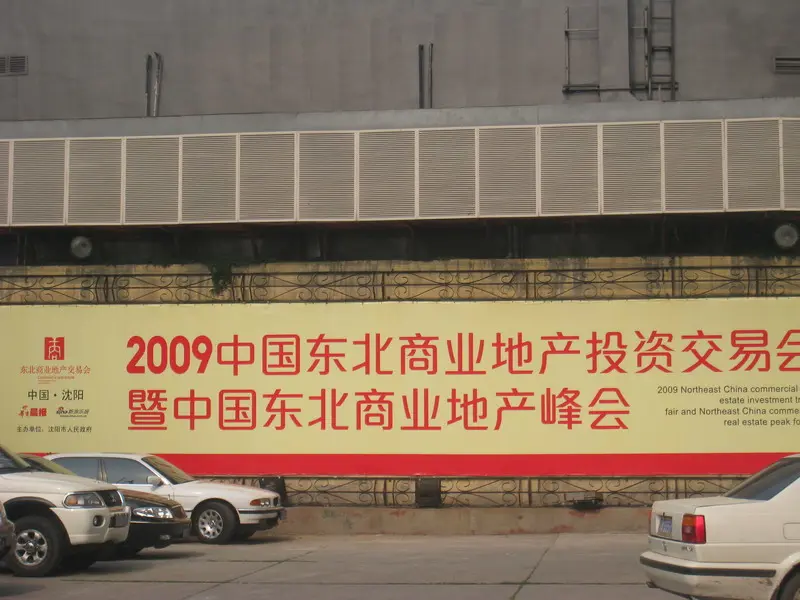 2009中国东北商业地产投资交易会
暨中国东北商业地产峰会
东北商业地产交易会
中国·沈阳
主办单位：沈阳市人民政府
2009 Northeast China commercial
estate investment tr
fair and Northeast China comme
real estate peak fo